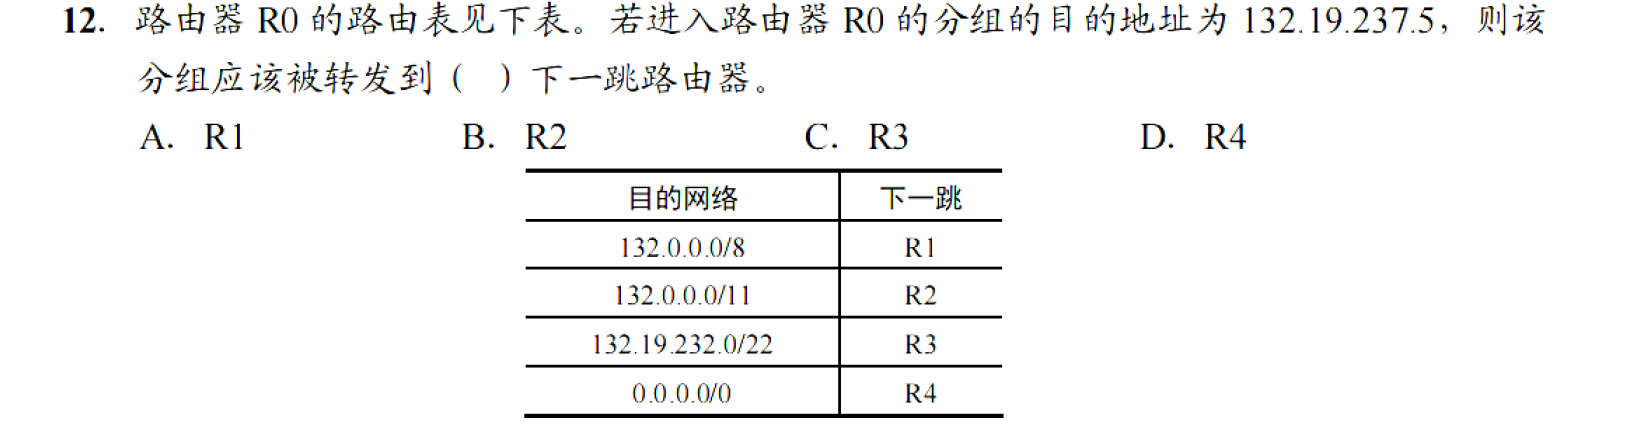 12. 路由器 R0 的路由表见下表。若进入路由器 R0 的分组的目的地址为 132.19.237.5，则该
分组应该被转发到（ ）下一跳路由器。
A. R1 B. R2 C. R3 D. R4
目的网络 下一跳
132.0.0.0/8 R1
132.0.0.0/11 R2
132.19.232.0/22 R3
0.0.0.0/0 R4